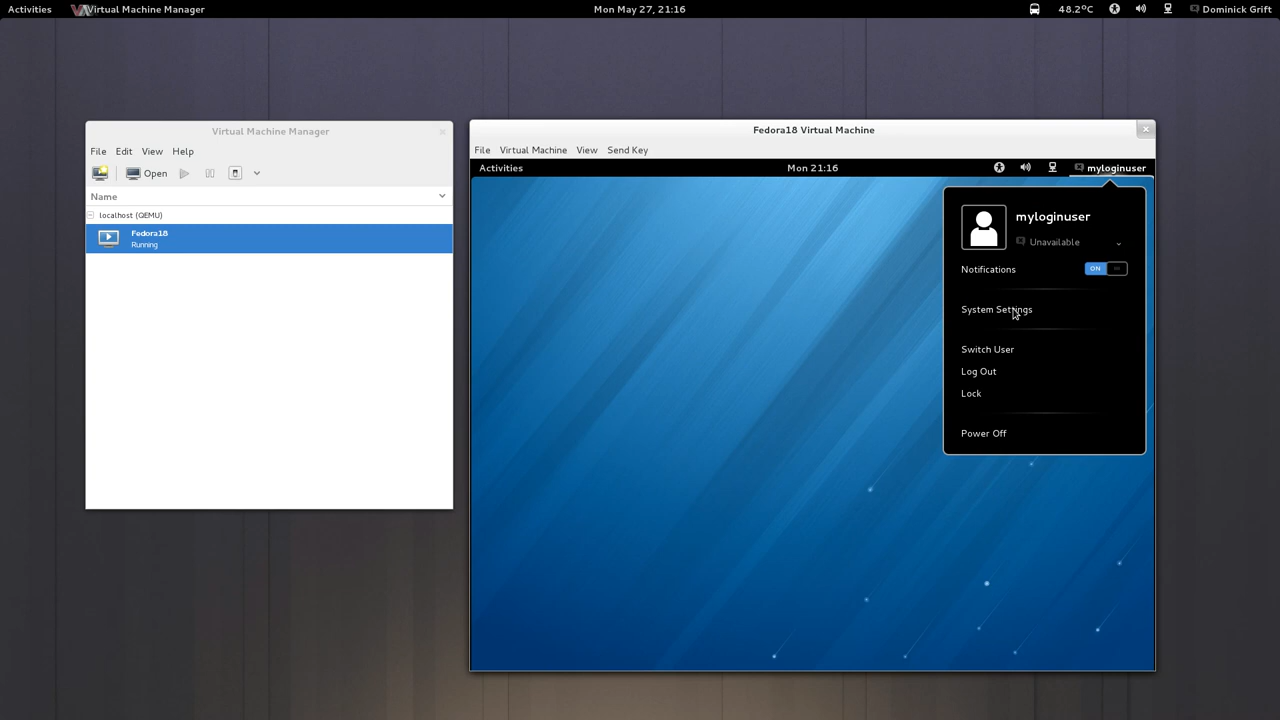 Activities Virtual Machine Manager Mon May 27, 21:16 48.2°C Dominick Grift
Virtual Machine Manager
File Edit View Help
Open
Name
localhost (QEMU)
Fedora18
Running
Fedora18 Virtual Machine
File Virtual Machine View Send Key
Activities Mon 21:16 myloginuser
myloginuser
Unavailable
Notifications ON
System Settings
Switch User
Log Out
Lock
Power Off